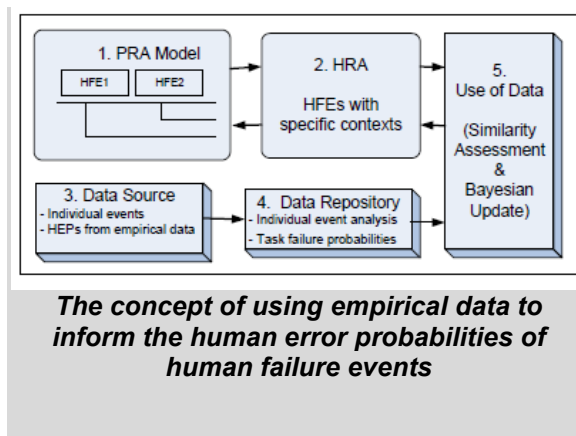 1. PRA Model
HFE1
HFE2
2. HRA
HFEs with
specific contexts
5.
Use of Data
(Similarity
Assessment
&
Bayesian
Update)
3. Data Source
- Individual events
- HEPs from empirical data
4. Data Repository
- Individual event analysis
- Task failure probabilities
The concept of using empirical data to
inform the human error probabilities of
human failure events